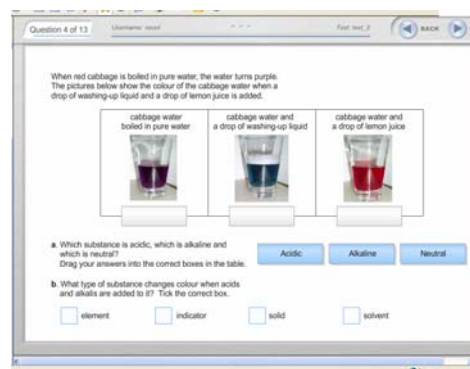 Question 4 of 13
Username:
BACK
When red cabbage is boiled in pure water, the water turns purple.
The pictures below show the colour of the cabbage water when a
drop of washing-up liquid and a drop of lemon juice is added.
cabbage water
boiled in pure water
cabbage water and
a drop of washing-up liquid
cabbage water and
a drop of lemon juice
a. Which substance is acidic, which is alkaline and
which is neutral?
Drag your answers into the correct boxes in the table.
Acidic
Alkaline
Neutral
b. What type of substance changes colour when acids
and alkalis are added to it? Tick the correct box.
element
indicator
solid
solvent